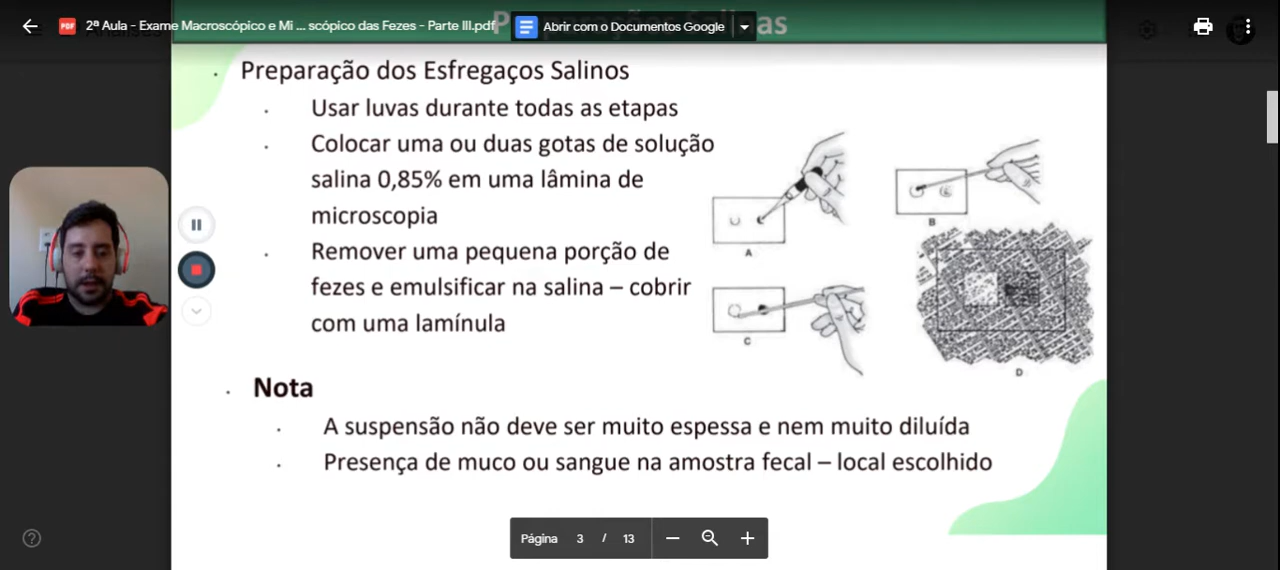 2ª Aula - Exame Macroscópico e Mi ... scópico das Fezes - Parte III.pdf
Abrir com o Documentos Google
Preparação dos Esfregaços Salinos
Usar luvas durante todas as etapas
Colocar uma ou duas gotas de solução
salina 0,85% em uma lâmina de
microscopia
Remover uma pequena porção de
fezes e emulsificar na salina – cobrir
com uma lamínula
A
B
C
D
Nota
A suspensão não deve ser muito espessa e nem muito diluída
Presença de muco ou sangue na amostra fecal – local escolhido
Página 3 / 13